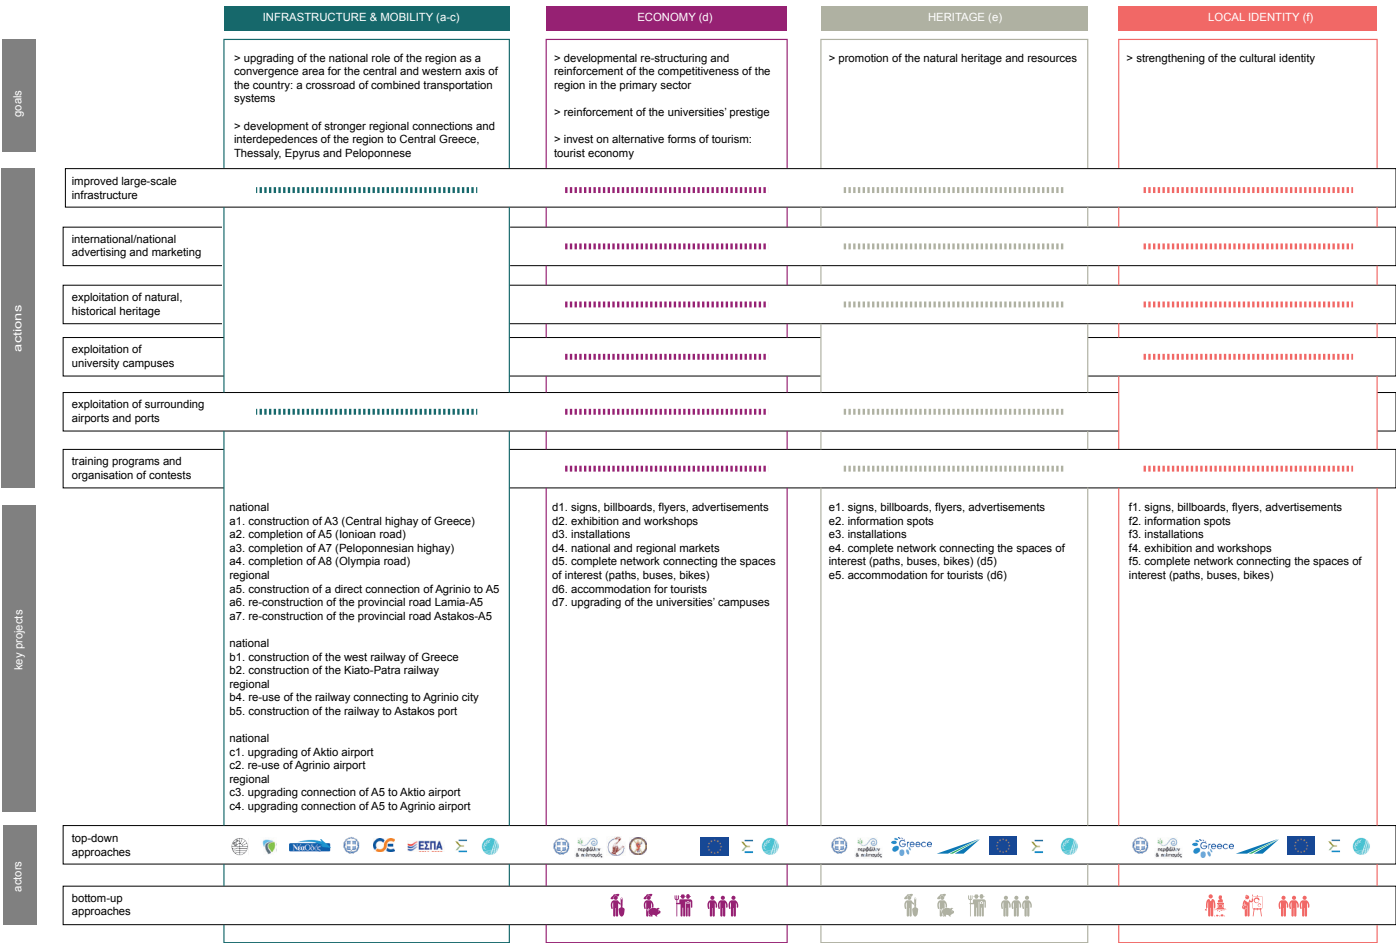 INFRASTRUCTURE & MOBILITY (a-c)
ECONOMY (d)
HERITAGE (e)
LOCAL IDENTITY (f)
goals
> upgrading of the national role of the region as a
convergence area for the central and western axis of
the country: a crossroad of combined transportation
systems
> development of stronger regional connections and
interdepedences of the region to Central Greece,
Thessaly, Epyrus and Peloponnese
> developmental re-structuring and
reinforcement of the competitiveness of the
region in the primary sector
> reinforcement of the universities' prestige
> invest on alternative forms of tourism:
tourist economy
> promotion of the natural heritage and resources
> strengthening of the cultural identity
actions
improved large-scale
infrastructure
international/national
advertising and marketing
exploitation of natural,
historical heritage
exploitation of
university campuses
exploitation of surrounding
airports and ports
training programs and
organisation of contests
key projects
national
a1. construction of A3 (Central highay of Greece)
a2. completion of A5 (Ionioan road)
a3. completion of A7 (Peloponnesian highay)
a4. completion of A8 (Olympia road)
regional
a5. construction of a direct connection of Agrinio to A5
a6. re-construction of the provincial road Lamia-A5
a7. re-construction of the provincial road Astakos-A5
national
b1. construction of the west railway of Greece
b2. construction of the Kiato-Patra railway
regional
b4. re-use of the railway connecting to Agrinio city
b5. construction of the railway to Astakos port
national
c1. upgrading of Aktio airport
c2. re-use of Agrinio airport
regional
c3. upgrading connection of A5 to Aktio airport
c4. upgrading connection of A5 to Agrinio airport
d1. signs, billboards, flyers, advertisements
d2. exhibition and workshops
d3. installations
d4. national and regional markets
d5. complete network connecting the spaces
of interest (paths, buses, bikes)
d6. accommodation for tourists
d7. upgrading of the universities' campuses
e1. signs, billboards, flyers, advertisements
e2. information spots
e3. installations
e4. complete network connecting the spaces of
interest (paths, buses, bikes) (d5)
e5. accommodation for tourists (d6)
f1. signs, billboards, flyers, advertisements
f2. information spots
f3. installations
f4. exhibition and workshops
f5. complete network connecting the spaces of
interest (paths, buses, bikes)
actors
top-down
approaches
ΕΣΠΑ
Greece
Greece
bottom-up
approaches